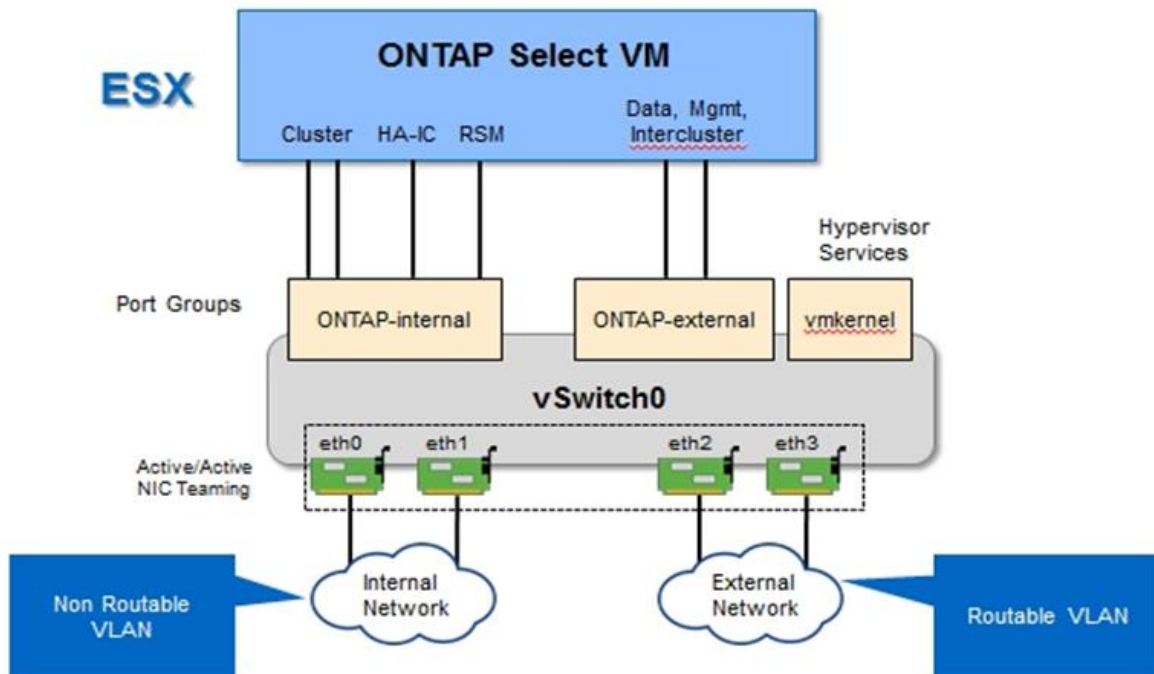 ONTAP Select VM
ESX
Data, Mgmt,
Cluster HA-IC RSM Intercluster
Hypervisor
Services
Port Groups
ONTAP-internal
ONTAP-external
vmkernel
vSwitch0
eth0
eth1
eth2
eth3
Active/Active
NIC Teaming
Internal
Network
External
Network
Non Routable
VLAN
Routable VLAN